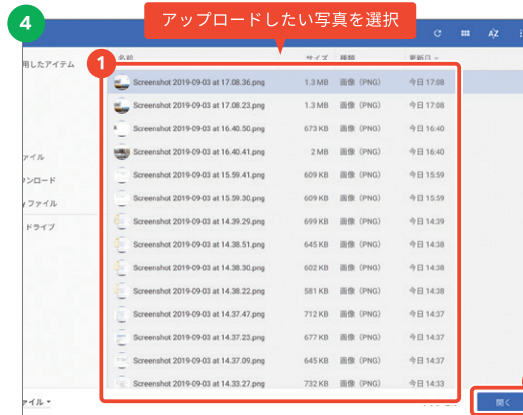 4
アップロードしたい写真を選択
1
名前 サイズ 種類 更新日
用したアイテム
Screenshot 2019-09-03 at 17.08.36.png 1.3 MB 画像 (PNG) 今日 17:08
Screenshot 2019-09-03 at 17.08.23.png 1.3 MB 画像 (PNG) 今日 17:08
Screenshot 2019-09-03 at 16.40.50.png 673 KB 画像 (PNG) 今日 16:40
Screenshot 2019-09-03 at 16.40.41.png 2 MB 画像 (PNG) 今日 16:40
ァイル
Screenshot 2019-09-03 at 15.59.41.png 609 KB 画像 (PNG) 今日 15:59
ウンロード
Screenshot 2019-09-03 at 15.59.30.png 609 KB 画像 (PNG) 今日 15:59
y ファイル
Screenshot 2019-09-03 at 14.39.29.png 699 KB 画像 (PNG) 今日 14:39
ドライブ
Screenshot 2019-09-03 at 14.38.51.png 645 KB 画像 (PNG) 今日 14:38
Screenshot 2019-09-03 at 14.38.30.png 602 KB 画像 (PNG) 今日 14:38
Screenshot 2019-09-03 at 14.38.22.png 581 KB 画像 (PNG) 今日 14:38
Screenshot 2019-09-03 at 14.37.47.png 712 KB 画像 (PNG) 今日 14:37
Screenshot 2019-09-03 at 14.37.23.png 677 KB 画像 (PNG) 今日 14:37
Screenshot 2019-09-03 at 14.37.09.png 645 KB 画像 (PNG) 今日 14:37
Screenshot 2019-09-03 at 14.33.27.png 732 KB 画像 (PNG) 今日 14:33
ァイル
開く